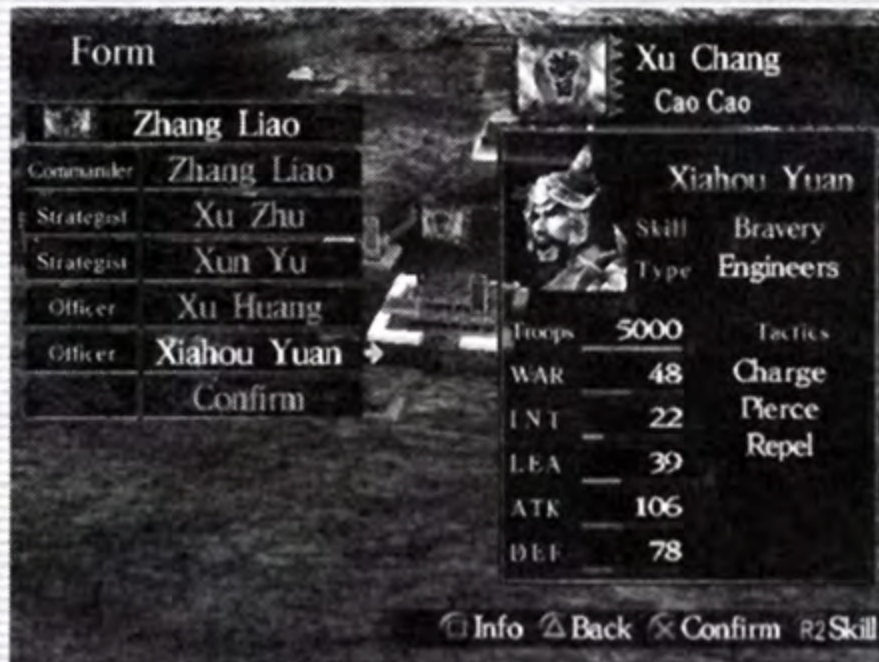 Form
Zhang Liao
Commander Zhang Liao
Strategist Xu Zhu
Strategist Xun Yu
Officer Xu Huang
Officer Xiahou Yuan
Confirm
Xu Chang
Cao Cao
Xiahou Yuan
Skill Bravery
Type Engineers
Troops 5000
WAR 48
INT 22
LEA 39
ATK 106
DEF 78
Tactics
Charge
Pierce
Repel
Info Back Confirm R2 Skill